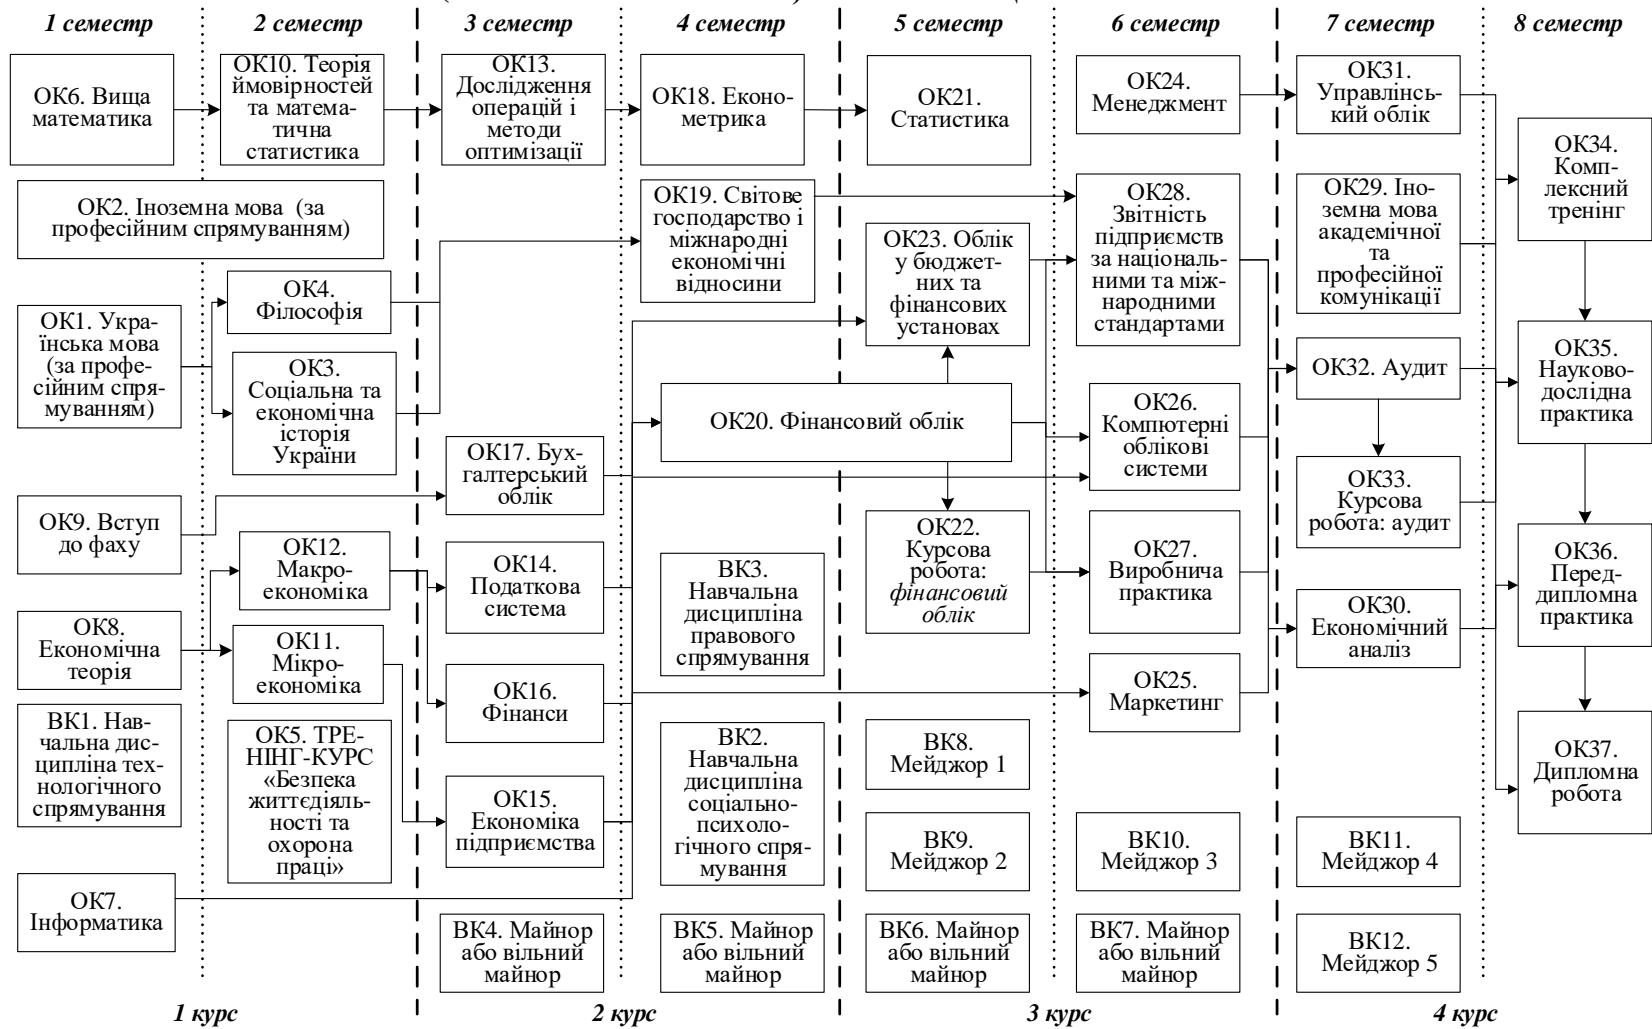 1 семестр
2 семестр
3 семестр
4 семестр
5 семестр
6 семестр
7 семестр
8 семестр
ОК6. Вища
математика
ОК2. Іноземна мова (за
професійним спрямуванням)
ОК1. Укра-
їнська мова
(за профе-
сійним спря-
муванням)
ОК9. Вступ
до фаху
ОК8.
Економічна
теорія
ВК1. Нав-
чальна дис-
ципліна тех-
нологічного
спрямування
ОК7.
Інформатика
ОК10. Теорія
ймовірностей
та матема-
тична
статистика
ОК4.
Філософія
ОК3.
Соціальна та
економічна
історія
України
ОК12.
Макро-
економіка
ОК11.
Мікро-
економіка
ОК5. ТРЕ-
НІНГ-КУРС
«Безпека
життєдіяль-
ності та
охорона
праці»
ОК13.
Дослідження
операцій і
методи
оптимізації
ОК17. Бух-
галтерський
облік
ОК14.
Податкова
система
ОК16.
Фінанси
ОК15.
Економіка
підприємства
ВК4. Майнор
або вільний
майнор
ОК18. Еконо-
метрика
ОК19. Світове
господарство і
міжнародні
економічні
відносини
ОК20. Фінансовий облік
ВК3.
Навчальна
дисципліна
правового
спрямування
ВК2.
Навчальна
дисципліна
соціально-
психоло-
гічного спря-
мування
ВК5. Майнор
або вільний
майнор
ОК21.
Статистика
ОК23. Облік
у бюджет-
них та
фінансових
установах
ОК22.
Курсова
робота:
фінансовий
облік
ВК8.
Мейджор 1
ВК9.
Мейджор 2
ВК6. Майнор
або вільний
майнор
ОК24.
Менеджмент
ОК28.
Звітність
підприємств
за національ-
ними та між-
народними
стандартами
ОК26.
Компютерні
облікові
системи
ОК27.
Виробнича
практика
ОК25.
Маркетинг
ВК10.
Мейджор 3
ВК7. Майнор
або вільний
майнор
ОК31.
Управлінсь-
кий облік
ОК29. Іно-
земна мова
академічної
та
професійної
комунікації
ОК32. Аудит
ОК33.
Курсова
робота: аудит
ОК30.
Економічний
аналіз
ВК11.
Мейджор 4
ВК12.
Мейджор 5
ОК34.
Комп-
лексний
тренінг
ОК35.
Науково-
дослідна
практика
ОК36.
Перед-
дипломна
практика
ОК37.
Дипломна
робота
1 курс
2 курс
3 курс
4 курс